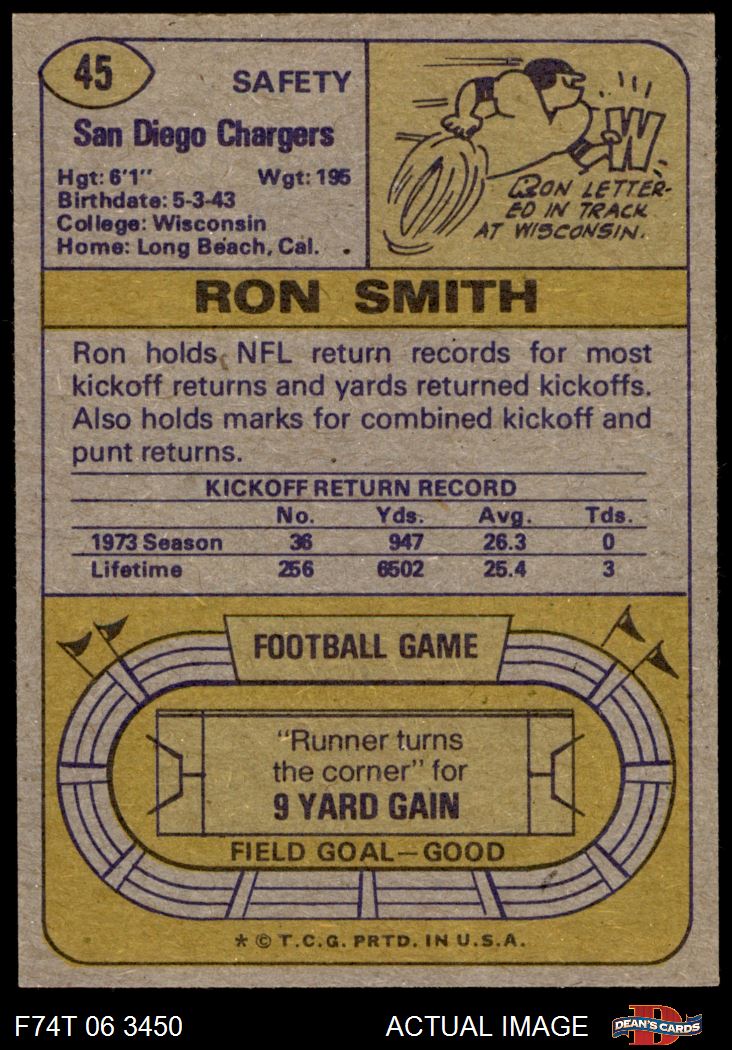 45
SAFETY
San Diego Chargers
Hgt: 6'1" Wgt: 195
Birthdate: 5-3-43
College: Wisconsin
Home: Long Beach, Cal.
W
RON LETTER-
ED IN TRACK
AT WISCONSIN.
RON SMITH
Ron holds NFL return records for most
kickoff returns and yards returned kickoffs.
Also holds marks for combined kickoff and
punt returns.
KICKOFF RETURN RECORD
No. Yds. Avg. Tds.
1973 Season 36 947 26.3 0
Lifetime 256 6502 25.4 3
FOOTBALL GAME
"Runner turns
the corner" for
9 YARD GAIN
FIELD GOAL—GOOD
* © T.C.G. PRTD. IN U.S.A.
F74T 06 3450 ACTUAL IMAGE
D
DEAN'S CARDS